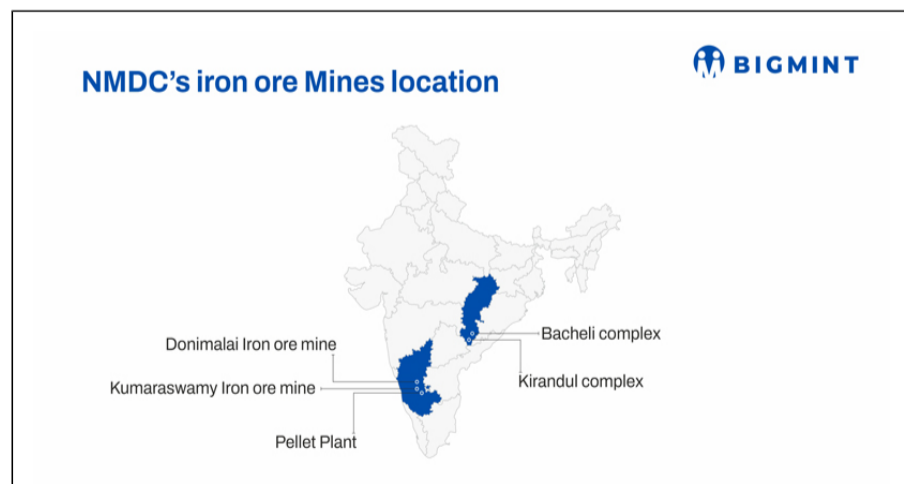 NMDC's iron ore Mines location
BIGMINT
Donimalai Iron ore mine
Bacheli complex
Kumaraswamy Iron ore mine
Kirandul complex
Pellet Plant